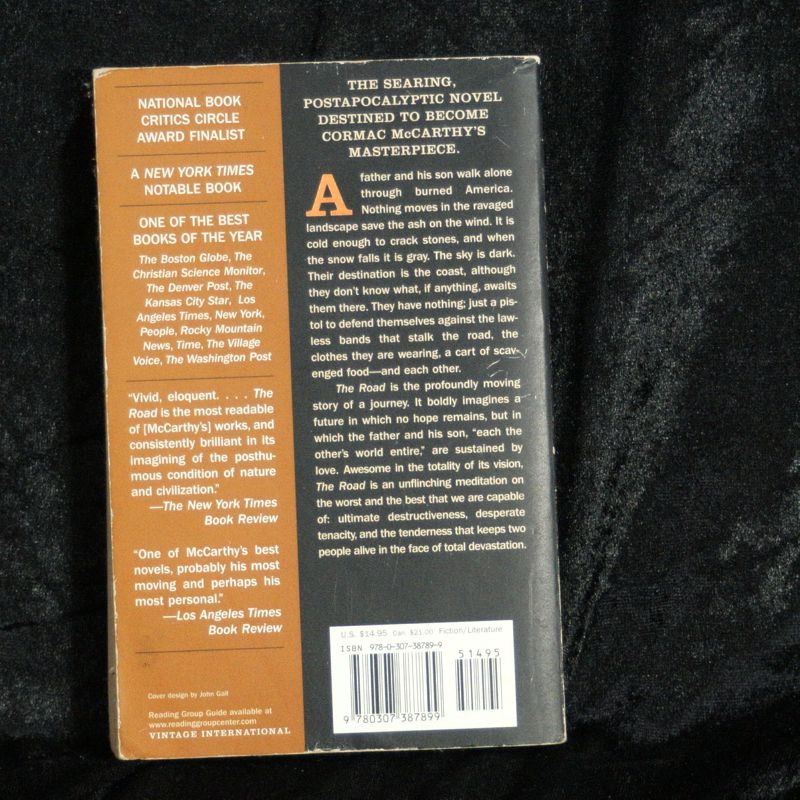 NATIONAL BOOK
CRITICS CIRCLE
AWARD FINALIST
A NEW YORK TIMES
NOTABLE BOOK
ONE OF THE BEST
BOOKS OF THE YEAR
The Boston Globe, The
Christian Science Monitor,
The Denver Post, The
Kansas City Star, Los
Angeles Times, New York,
People, Rocky Mountain
News, Time, The Village
Voice, The Washington Post
“Vivid, eloquent. . . . The
Road is the most readable
of [McCarthy’s] works, and
consistently brilliant in its
imagining of the posthu-
mous condition of nature
and civilization.”
—The New York Times
Book Review
“One of McCarthy’s best
novels, probably his most
moving and perhaps his
most personal.”
—Los Angeles Times
Book Review
Cover design by John Gall
Reading Group Guide available at
www.readinggroupcenter.com
VINTAGE INTERNATIONAL
THE SEARING,
POSTAPOCALYPTIC NOVEL
DESTINED TO BECOME
CORMAC McCARTHY’S
MASTERPIECE.
A father and his son walk alone
through burned America.
Nothing moves in the ravaged
landscape save the ash on the wind. It is
cold enough to crack stones, and when
the snow falls it is gray. The sky is dark.
Their destination is the coast, although
they don’t know what, if anything, awaits
them there. They have nothing; just a pis-
tol to defend themselves against the law-
less bands that stalk the road, the
clothes they are wearing, a cart of scav-
enged food—and each other.
The Road is the profoundly moving
story of a journey. It boldly imagines a
future in which no hope remains, but in
which the father and his son, “each the
other’s world entire,” are sustained by
love. Awesome in the totality of its vision,
The Road is an unflinching meditation on
the worst and the best that we are capable
of: ultimate destructiveness, desperate
tenacity, and the tenderness that keeps two
people alive in the face of total devastation.
U.S. $14.95 Can. $21.00 Fiction/Literature
ISBN 978-0-307-38789-9
51495
9 780307 387899